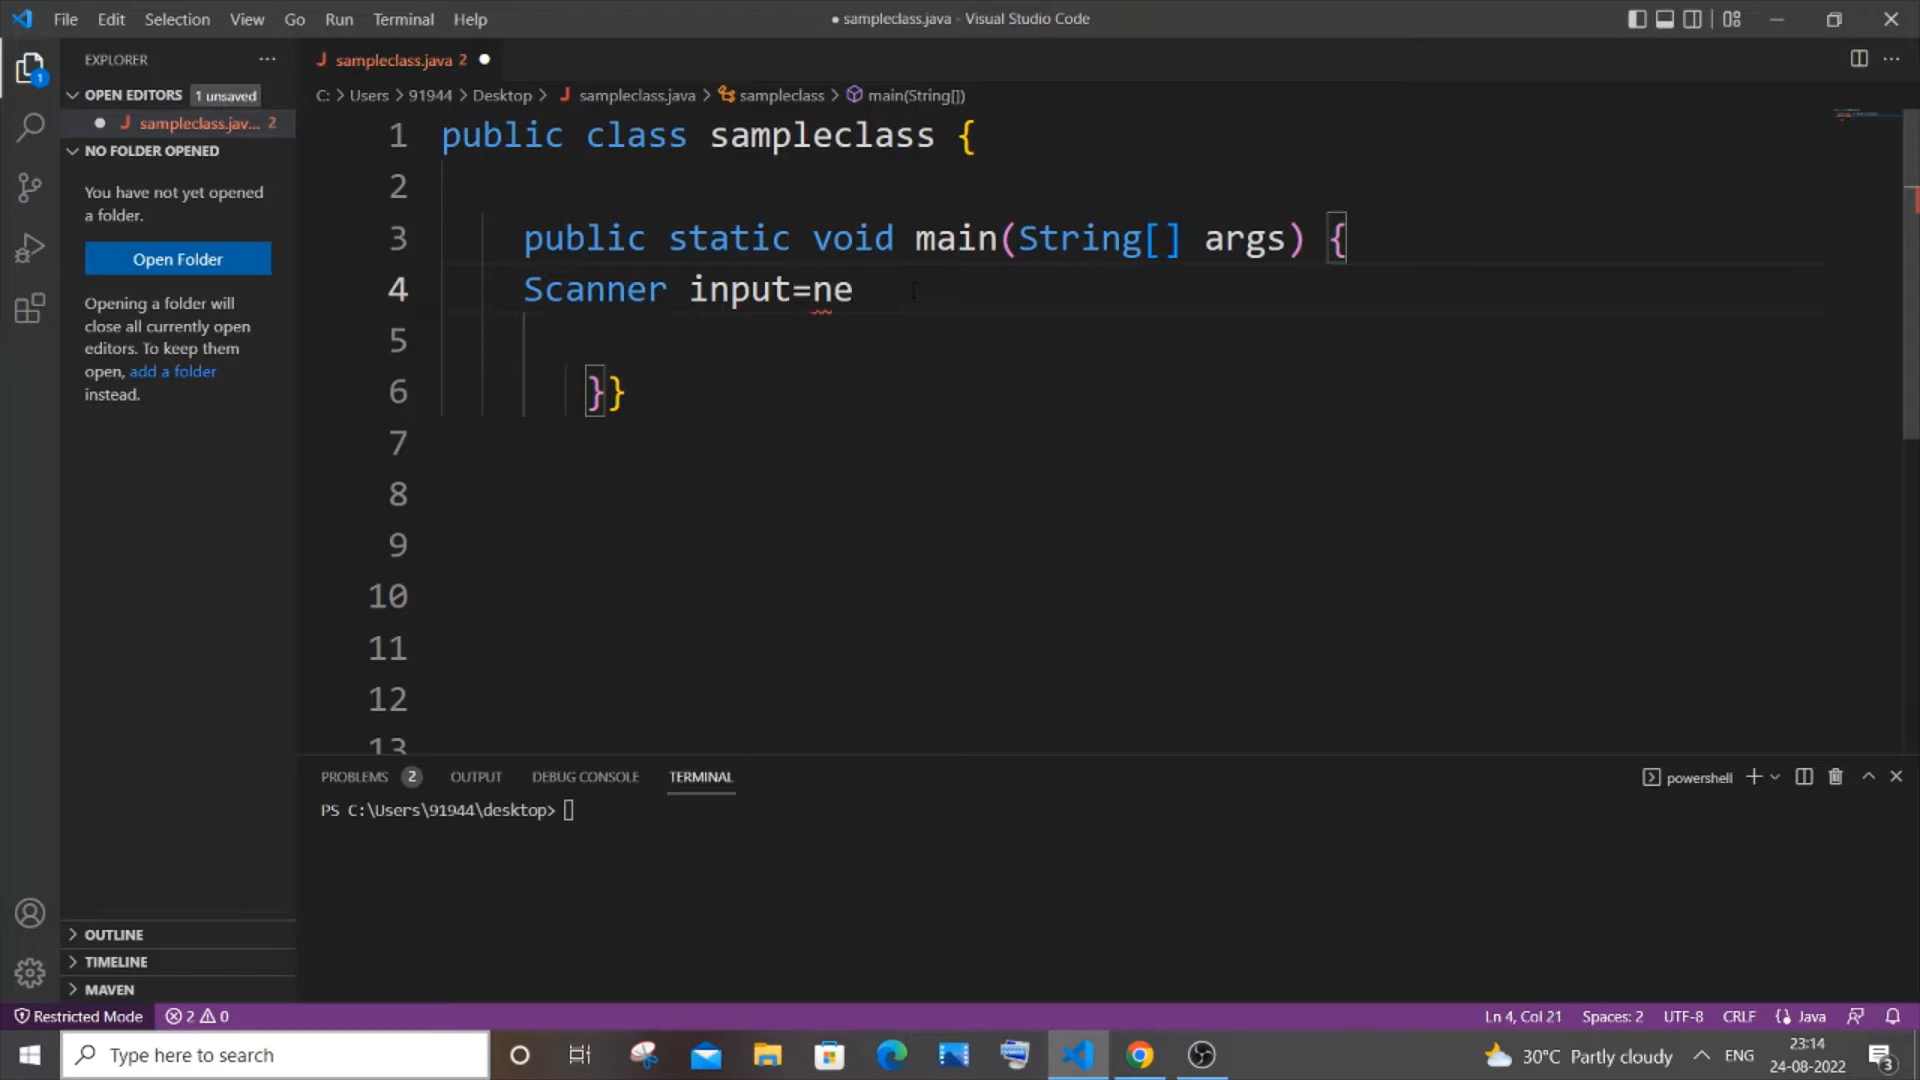 File Edit Selection View Go Run Terminal Help
● sampleclass.java - Visual Studio Code
EXPLORER
OPEN EDITORS 1 unsaved
sampleclass.jav... 2
NO FOLDER OPENED
You have not yet opened
a folder.
Open Folder
Opening a folder will
close all currently open
editors. To keep them
open, add a folder
instead.
OUTLINE
TIMELINE
MAVEN
1
sampleclass.java 2
C: > Users > 91944 > Desktop > sampleclass.java > sampleclass > main(String[])
1 public class sampleclass {
2
3 public static void main(String[] args) {
4 Scanner input=ne
5
6 }}
7
8
9
10
11
12
13
PROBLEMS 2 OUTPUT DEBUG CONSOLE TERMINAL
powershell
PS C:\Users\91944\desktop>
Restricted Mode 2 0
Ln 4, Col 21 Spaces: 2 UTF-8 CRLF Java
Type here to search
30°C Partly cloudy ENG
23:14
24-08-2022
3